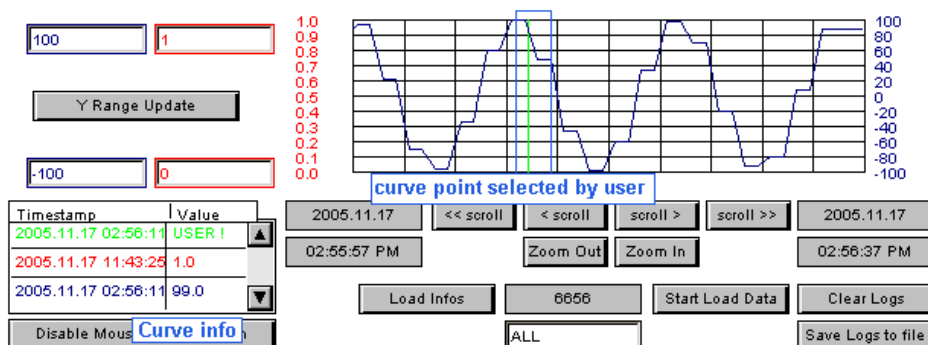 100 1
Y Range Update
-100 0
1.0
0.9
0.8
0.7
0.6
0.5
0.4
0.3
0.2
0.1
0.0
100
80
60
40
20
0
-20
-40
-60
-80
-100
curve point selected by user
Timestamp Value
2005.11.17 02:56:11 USER !
2005.11.17 11:43:25 1.0
2005.11.17 02:56:11 99.0
Disable Mous
Curve info
2005.11.17 << scroll < scroll scroll > scroll >> 2005.11.17
02:55:57 PM Zoom Out Zoom In 02:56:37 PM
Load Infos 6656 Start Load Data Clear Logs
ALL Save Logs to file